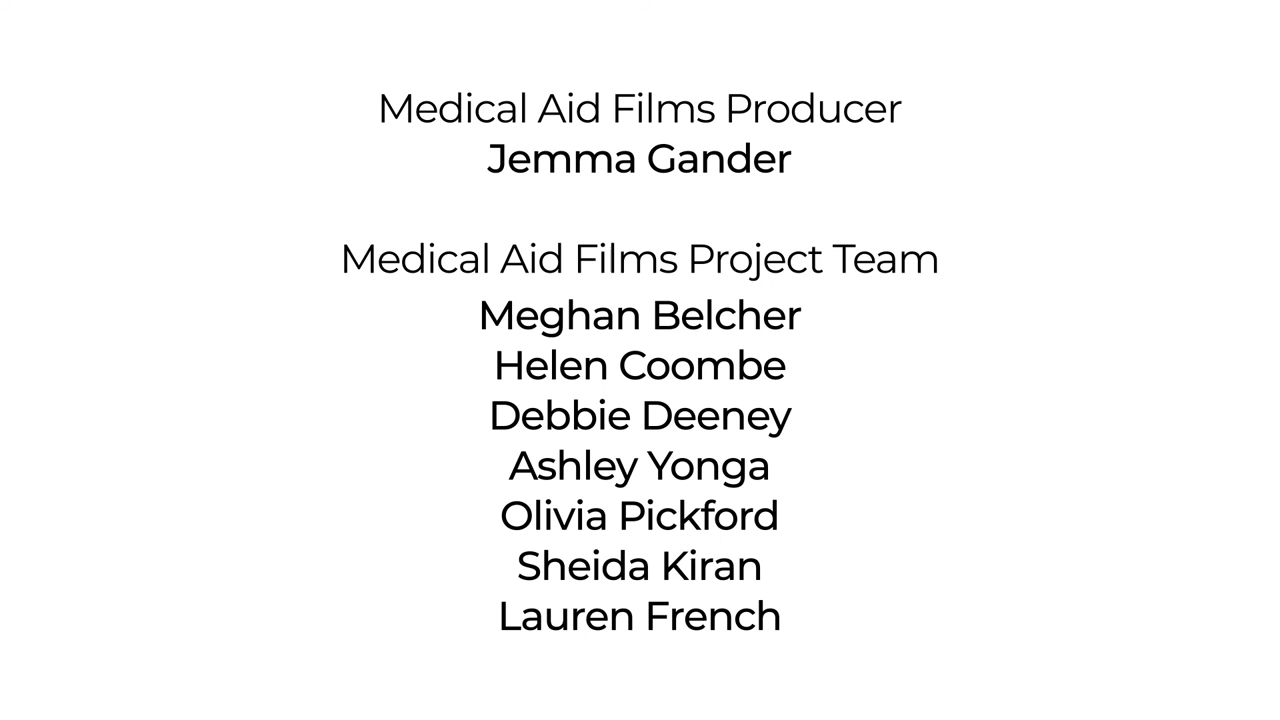 Medical Aid Films Producer
Jemma Gander
Medical Aid Films Project Team
Meghan Belcher
Helen Coombe
Debbie Deeney
Ashley Yonga
Olivia Pickford
Sheida Kiran
Lauren French